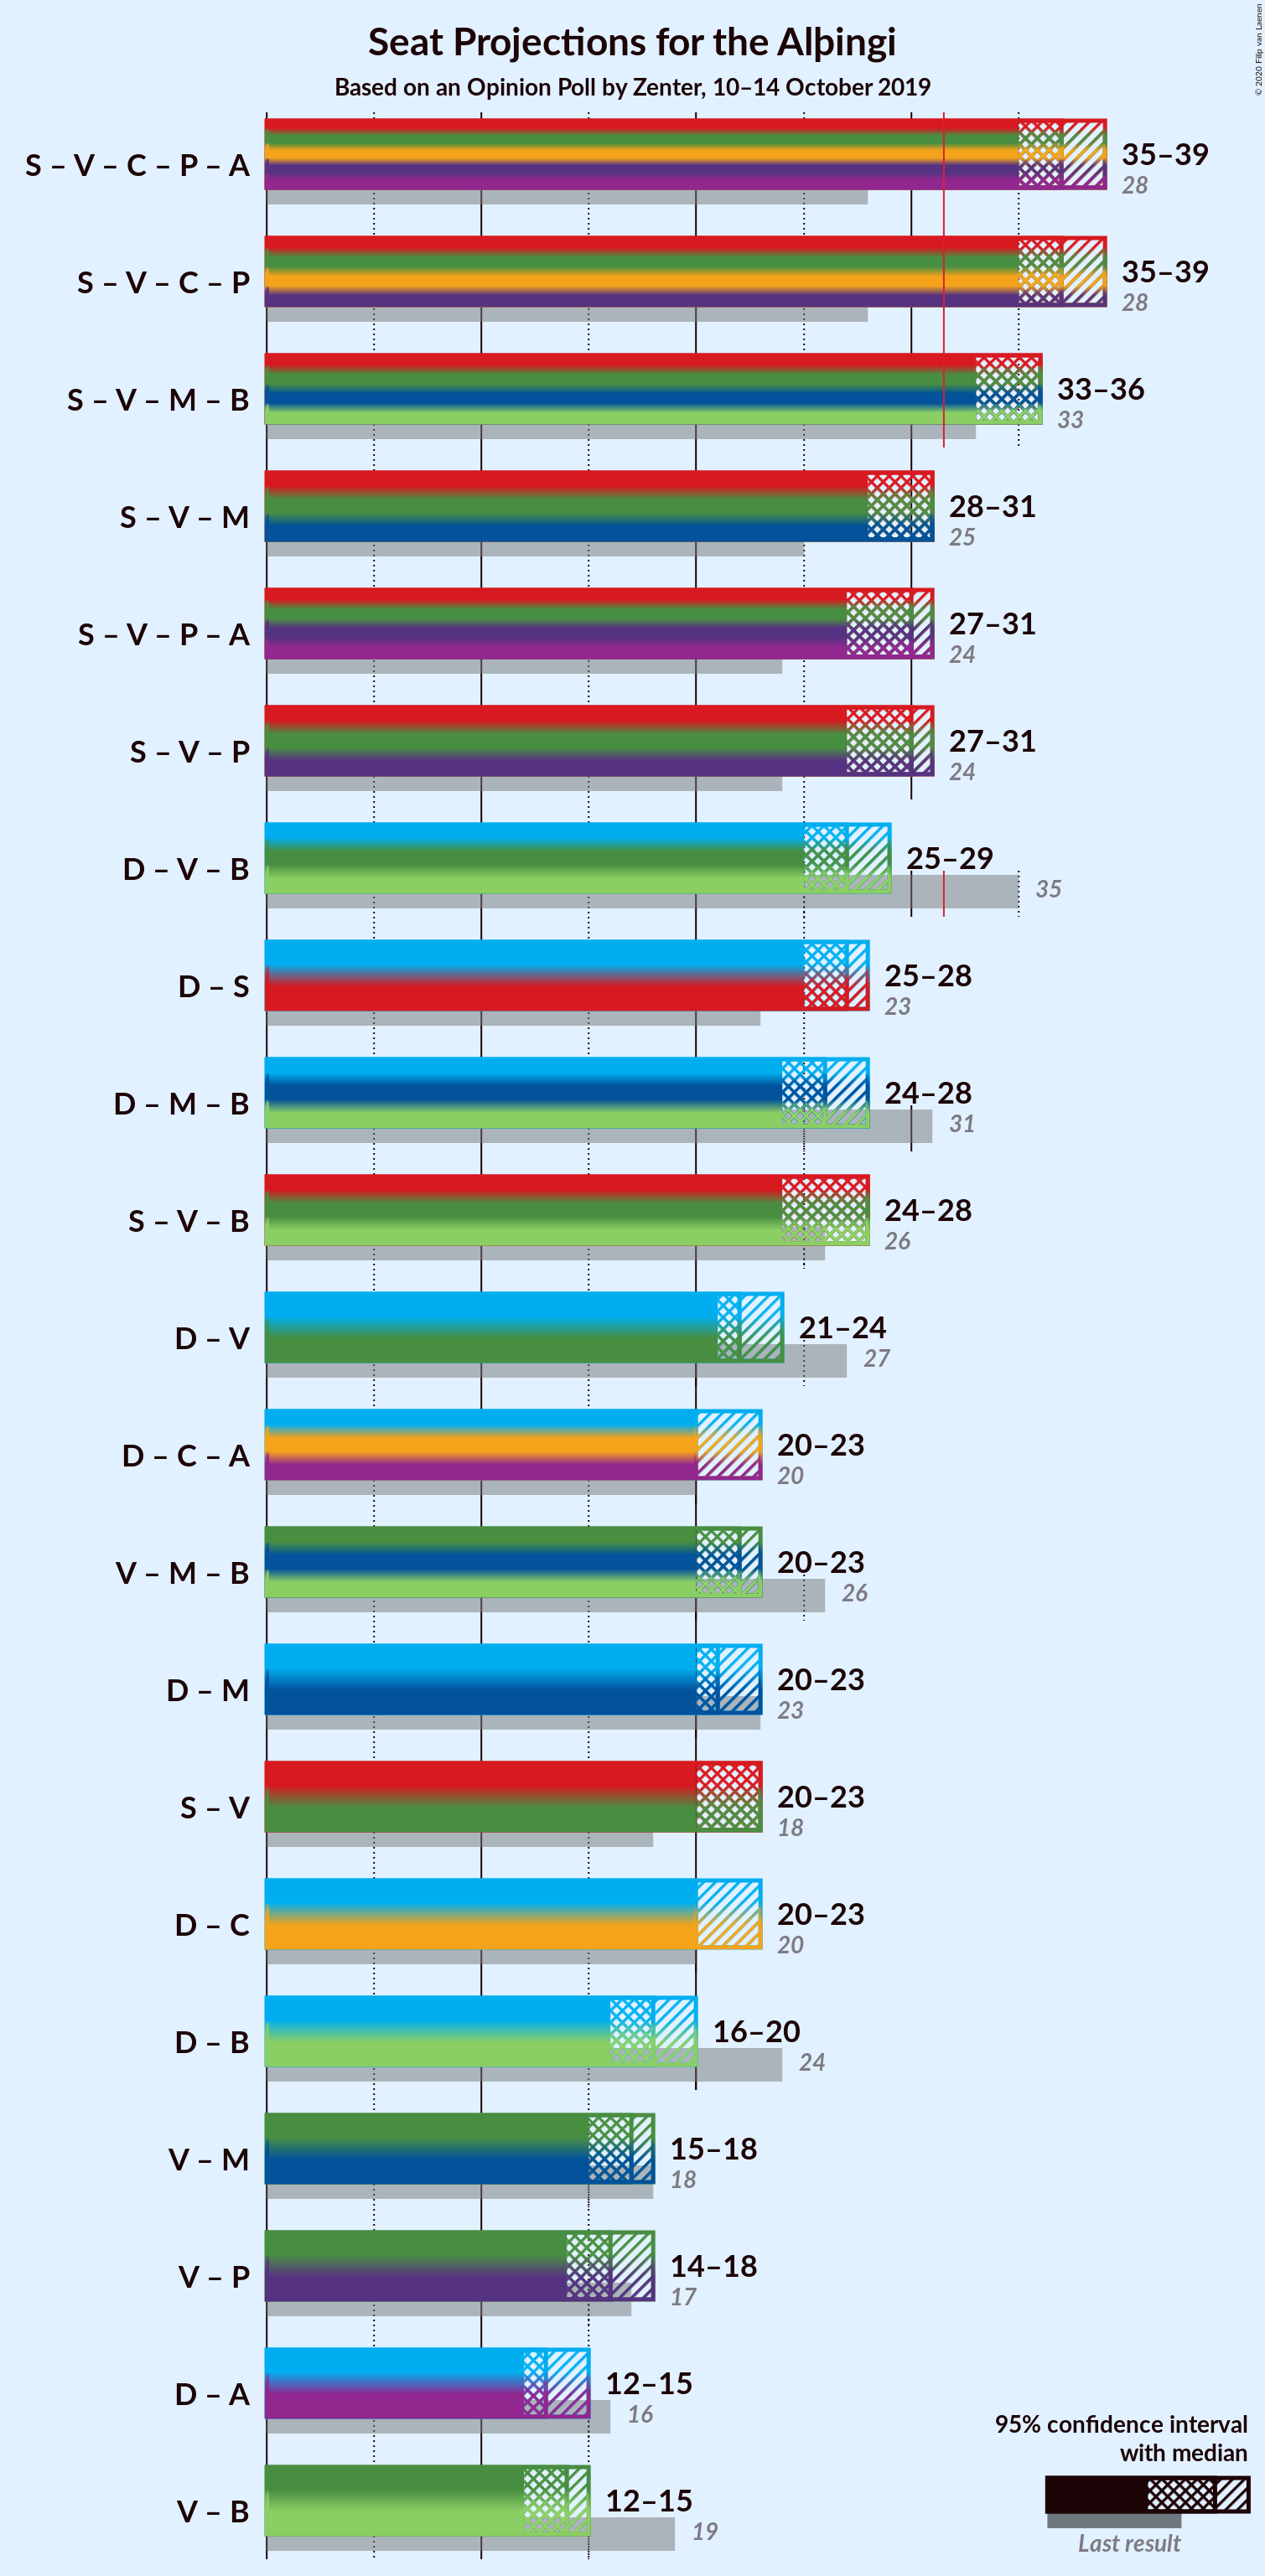 Seat Projections for the Alþingi
Based on an Opinion Poll by Zenter, 10–14 October 2019
© 2020 Filip van Laenen
S – V – C – P – A
35–39
28
S – V – C – P
35–39
28
S – V – M – B
33–36
33
S – V – M
28–31
25
S – V – P – A
27–31
24
S – V – P
27–31
24
D – V – B
25–29
35
D – S
25–28
23
D – M – B
24–28
31
S – V – B
24–28
26
D – V
21–24
27
D – C – A
20–23
20
V – M – B
20–23
26
D – M
20–23
23
S – V
20–23
18
D – C
20–23
20
D – B
16–20
24
V – M
15–18
18
V – P
14–18
17
D – A
12–15
16
V – B
12–15
19
95% confidence interval
with median
Last result